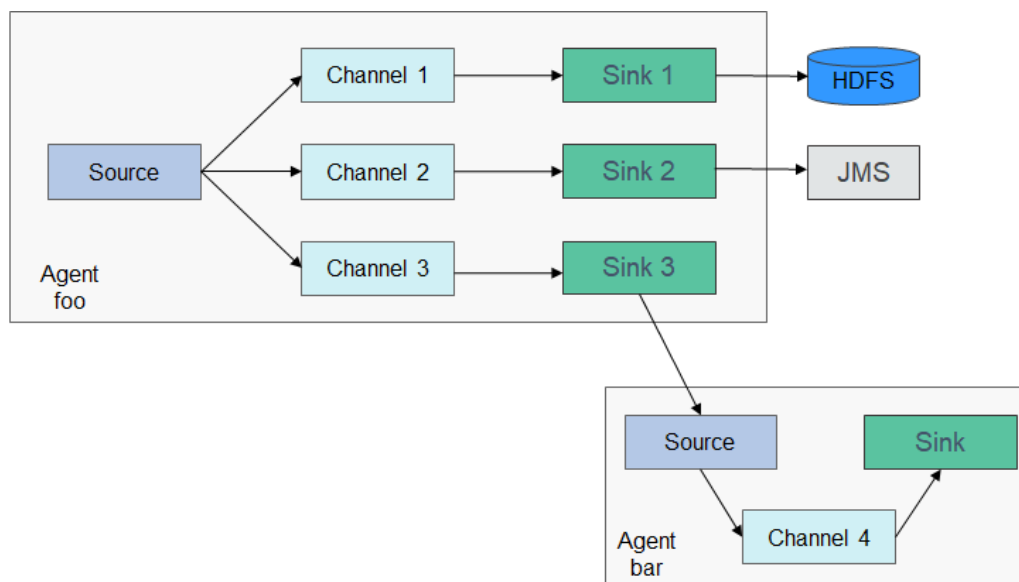 Channel 1
Sink 1
HDFS
Source
Channel 2
Sink 2
JMS
Channel 3
Sink 3
Agent
foo
Source
Sink
Channel 4
Agent
bar